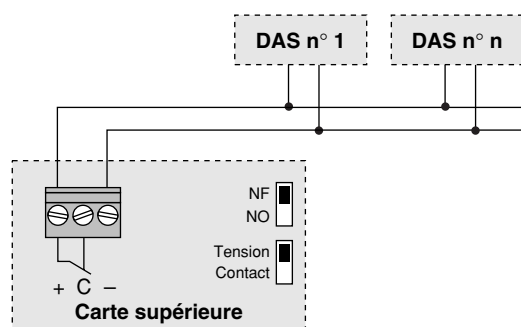 DAS n° 1
DAS n° n
NF
NO
Tension
Contact
+ C –
Carte supérieure